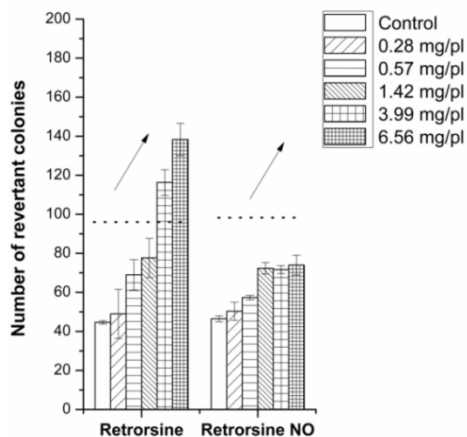 Number of revertant colonies
200
180
160
140
120
100
80
60
40
20
0
Retrorsine Retrorsine NO
Control
0.28 mg/pl
0.57 mg/pl
1.42 mg/pl
3.99 mg/pl
6.56 mg/pl